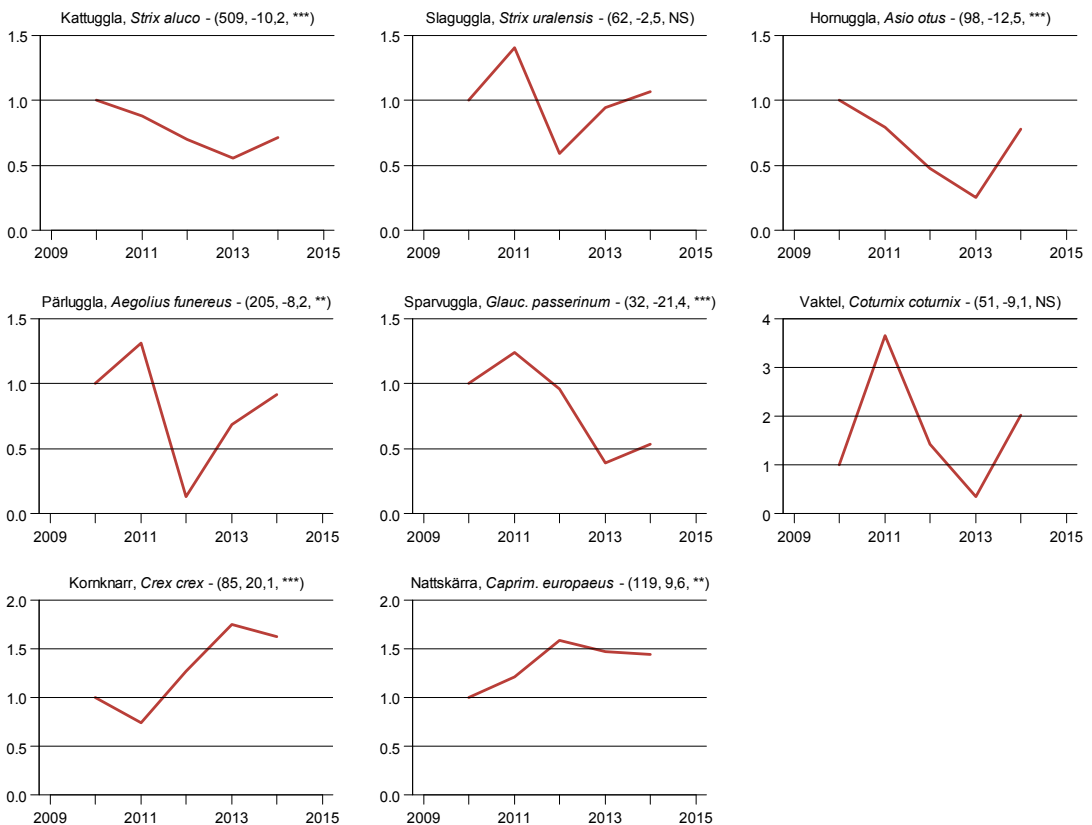 Kattuggla, Strix aluco - (509, -10,2, ***)
1.5
1.0
0.5
0.0
2009 2011 2013 2015
Slaguggla, Strix uralensis - (62, -2,5, NS)
1.5
1.0
0.5
0.0
2009 2011 2013 2015
Hornuggla, Asio otus - (98, -12,5, ***)
1.5
1.0
0.5
0.0
2009 2011 2013 2015
Pärluggla, Aegolius funereus - (205, -8,2, **)
1.5
1.0
0.5
0.0
2009 2011 2013 2015
Sparvuggla, Glauc. passerinum - (32, -21,4, ***)
1.5
1.0
0.5
0.0
2009 2011 2013 2015
Vaktel, Coturnix coturnix - (51, -9,1, NS)
4
3
2
1
0
2009 2011 2013 2015
Kornknarr, Crex crex - (85, 20,1, ***)
2.0
1.5
1.0
0.5
0.0
2009 2011 2013 2015
Nattskärra, Caprim. europaeus - (119, 9,6, **)
2.0
1.5
1.0
0.5
0.0
2009 2011 2013 2015